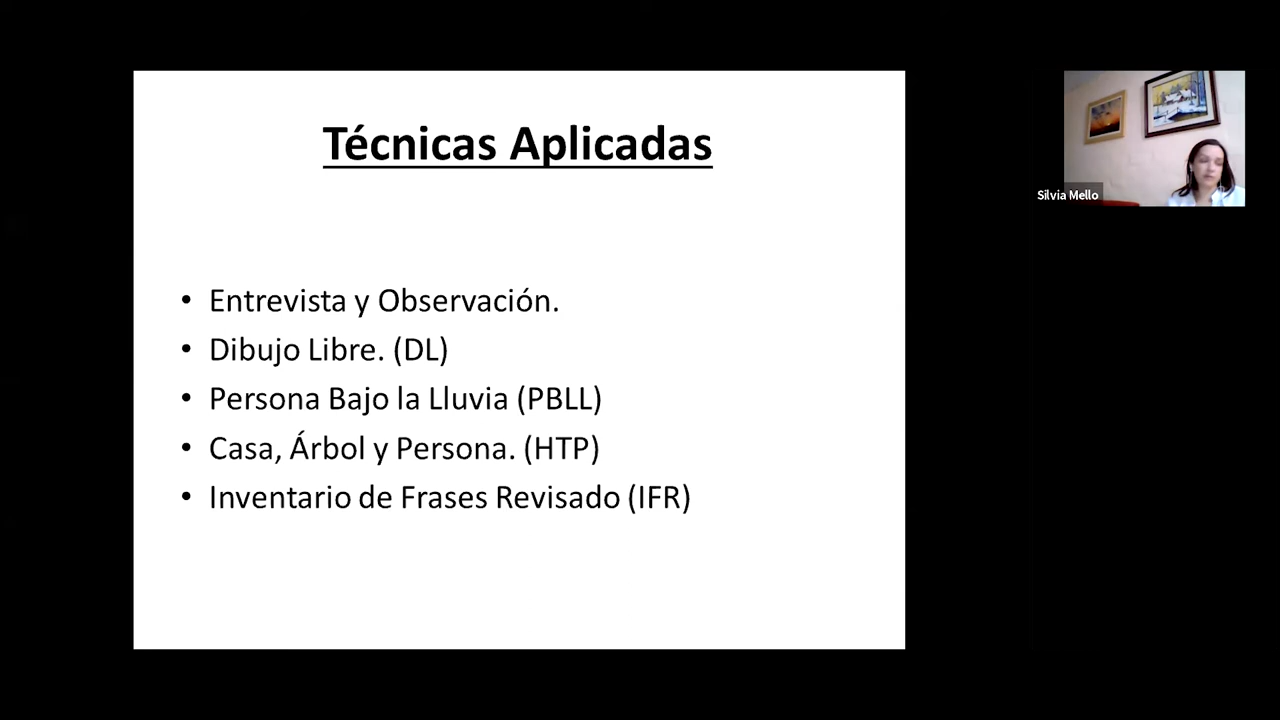 Técnicas Aplicadas
Silvia Mello
• Entrevista y Observación.
• Dibujo Libre. (DL)
• Persona Bajo la Lluvia (PBLL)
• Casa, Árbol y Persona. (HTP)
• Inventario de Frases Revisado (IFR)